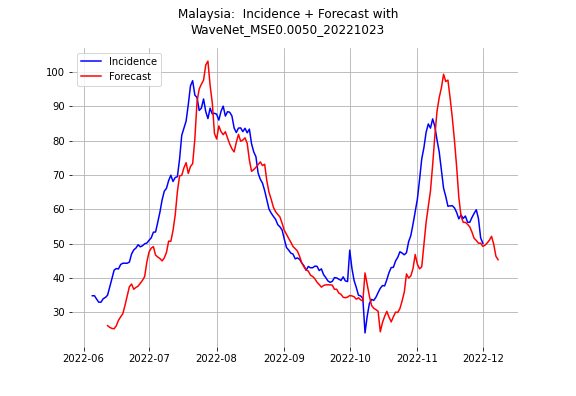 Malaysia:  Incidence + Forecast with
WaveNet_MSE0.0050_20221023
Incidence
Forecast
100
90
80
70
60
50
40
30
2022-06 2022-07 2022-08 2022-09 2022-10 2022-11 2022-12